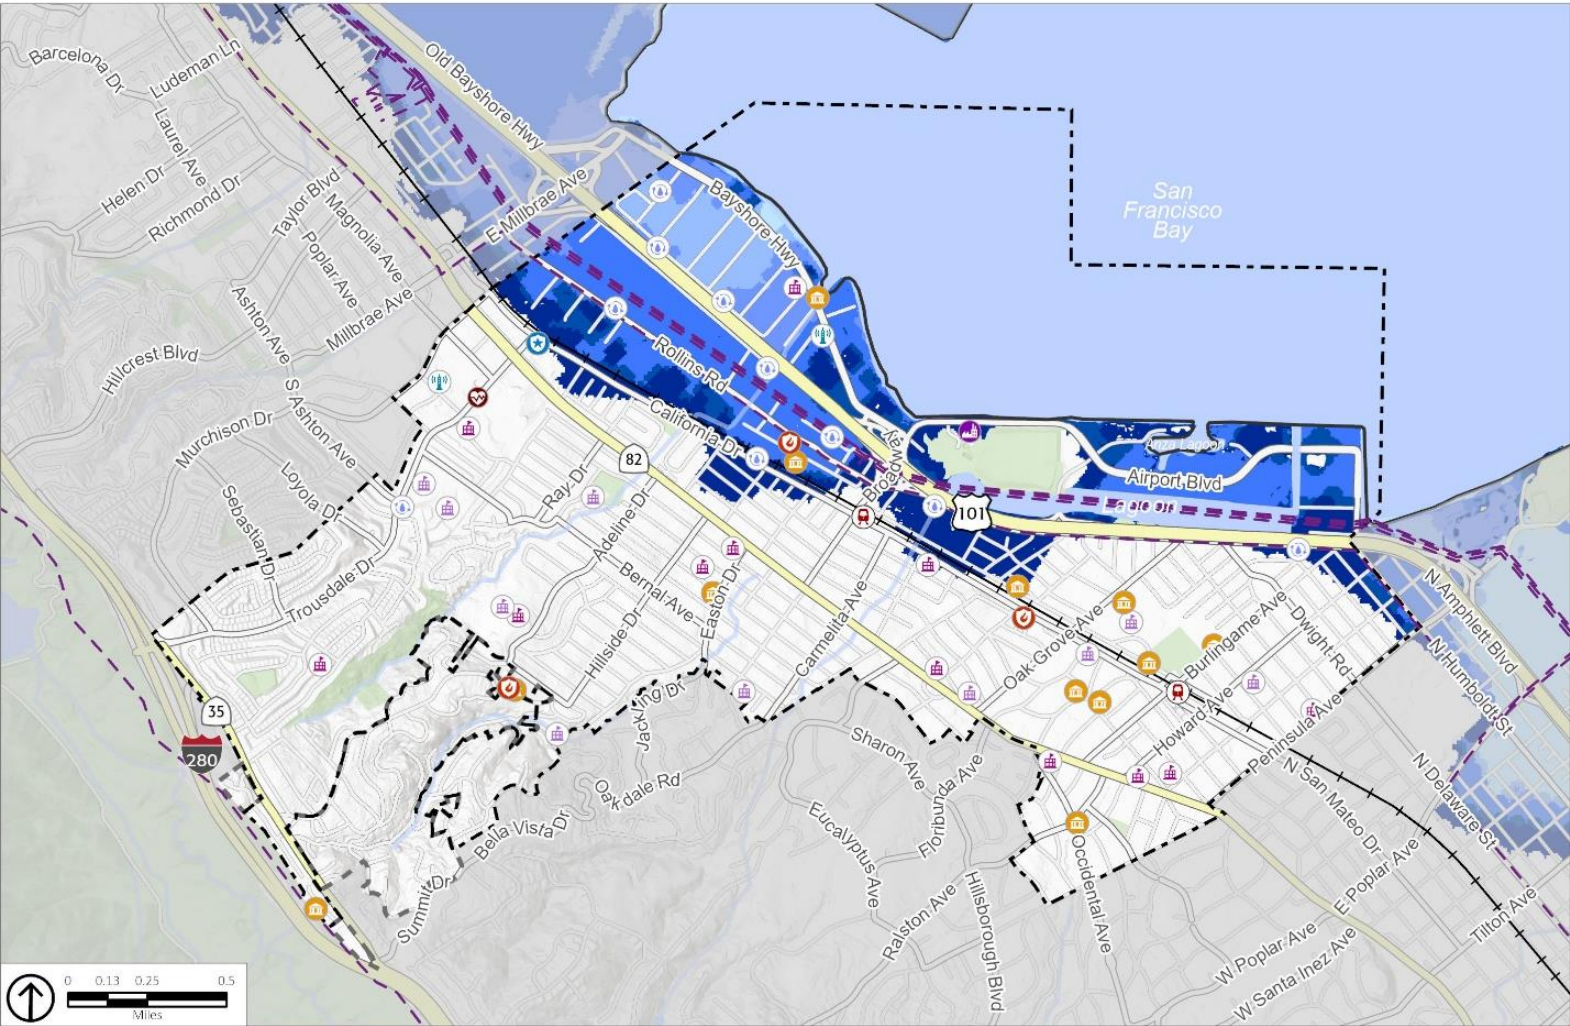 Old Bayshore Hwy
Barcelona Dr
Ludeman Ln
Laurel Ave
Helen Dr
Richmond Dr
Taylor Blvd
Magnolia Ave
Poplar Ave
E Millbrae Ave
Bayshore Hwy
San
Francisco
Bay
Ashton Ave
Millbrae Ave
Hillcrest Blvd
S Ashton Ave
Murchison Dr
Rollins Rd
California Dr
82
Broadway
Anza Lagoon
Airport Blvd
Lagoon
101
Loyola Dr
Sebastian Dr
Ray Dr
Adeline Dr
Trousdale Dr
Bernal Ave
Easton Dr
Hillside Dr
Carmelita Ave
Oak Grove Ave
Burlingame Ave
Dwight Rd
N Amphlett Blvd
N Humboldt St
Howard Ave
Peninsula Ave
35
280
Jackling Dr
Oakdale Rd
Sharon Ave
Floribunda Ave
Eucalyptus Ave
Bella Vista Dr
Summit Dr
Ralston Ave
Hillsborough Blvd
Occidental Ave
N San Mateo Dr
N Delaware St
E Poplar Ave
W Poplar Ave
W Santa Inez Ave
Tilton Ave
0 0.13 0.25 0.5
Miles